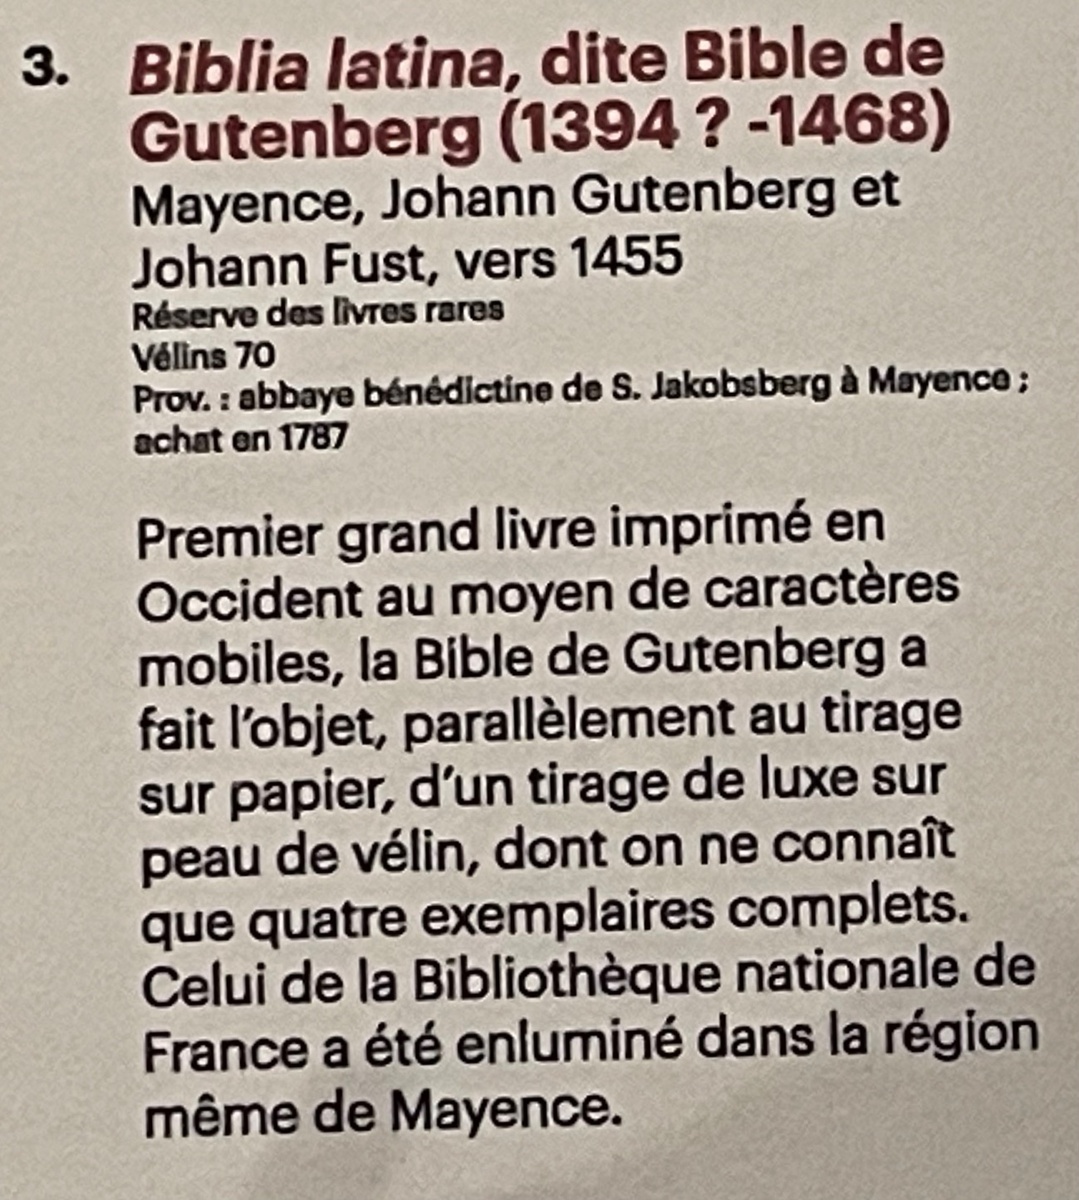 3. Biblia latina, dite Bible de
Gutenberg (1394 ? -1468)
Mayence, Johann Gutenberg et
Johann Fust, vers 1455
Réserve des livres rares
Vélins 70
Prov. : abbaye bénédictine de S. Jakobsberg à Mayence ;
achat en 1787
Premier grand livre imprimé en
Occident au moyen de caractères
mobiles, la Bible de Gutenberg a
fait l’objet, parallèlement au tirage
sur papier, d’un tirage de luxe sur
peau de vélin, dont on ne connaît
que quatre exemplaires complets.
Celui de la Bibliothèque nationale de
France a été enluminé dans la région
même de Mayence.